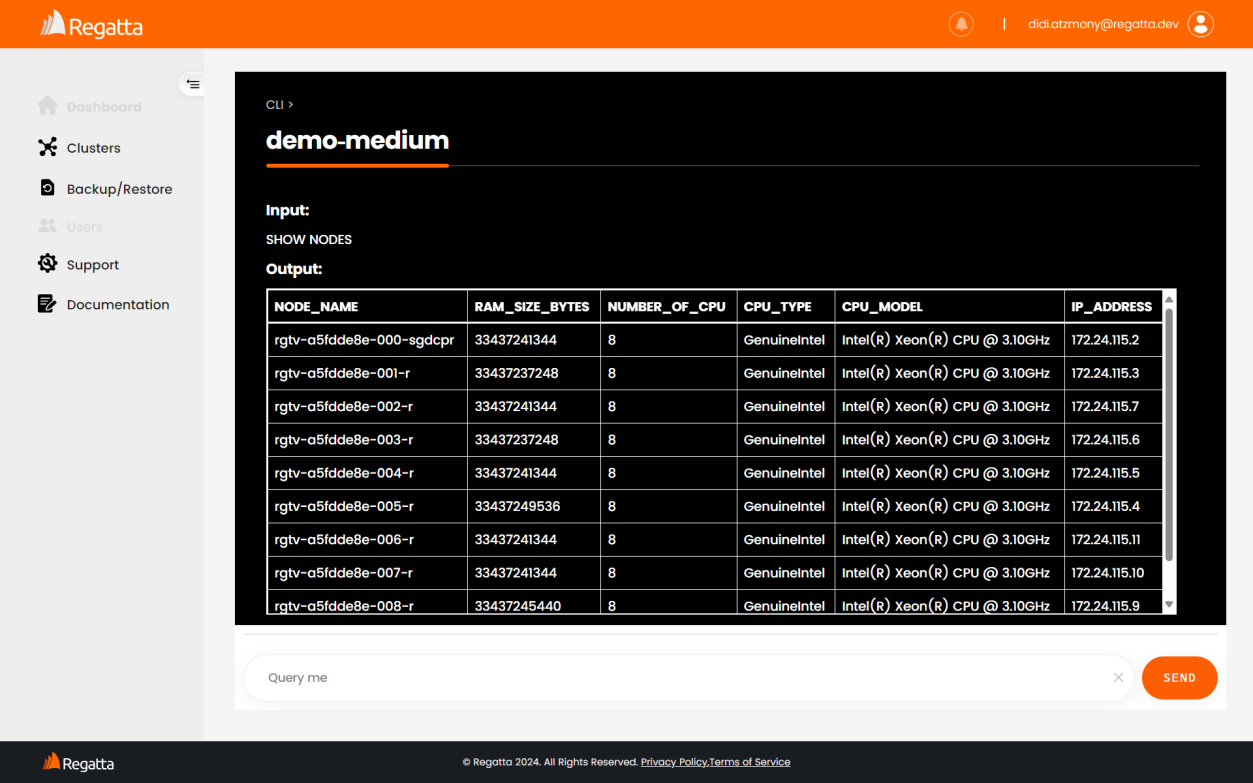 Regatta
| didi.atzmony@regatta.dev
Dashboard
Clusters
Backup/Restore
Users
Support
Documentation
CLI >
demo-medium
Input:
SHOW NODES
Output:
NODE_NAME RAM_SIZE_BYTES NUMBER_OF_CPU CPU_TYPE CPU_MODEL IP_ADDRESS
rgtv-a5fdde8e-000-sgdcpr 33437241344 8 GenuineIntel Intel(R) Xeon(R) CPU @ 3.10GHz 172.24.115.2
rgtv-a5fdde8e-001-r 33437237248 8 GenuineIntel Intel(R) Xeon(R) CPU @ 3.10GHz 172.24.115.3
rgtv-a5fdde8e-002-r 33437241344 8 GenuineIntel Intel(R) Xeon(R) CPU @ 3.10GHz 172.24.115.7
rgtv-a5fdde8e-003-r 33437237248 8 GenuineIntel Intel(R) Xeon(R) CPU @ 3.10GHz 172.24.115.6
rgtv-a5fdde8e-004-r 33437241344 8 GenuineIntel Intel(R) Xeon(R) CPU @ 3.10GHz 172.24.115.5
rgtv-a5fdde8e-005-r 33437249536 8 GenuineIntel Intel(R) Xeon(R) CPU @ 3.10GHz 172.24.115.4
rgtv-a5fdde8e-006-r 33437241344 8 GenuineIntel Intel(R) Xeon(R) CPU @ 3.10GHz 172.24.115.11
rgtv-a5fdde8e-007-r 33437241344 8 GenuineIntel Intel(R) Xeon(R) CPU @ 3.10GHz 172.24.115.10
rgtv-a5fdde8e-008-r 33437245440 8 GenuineIntel Intel(R) Xeon(R) CPU @ 3.10GHz 172.24.115.9
Query me
SEND
Regatta
© Regatta 2024. All Rights Reserved. Privacy Policy,Terms of Service